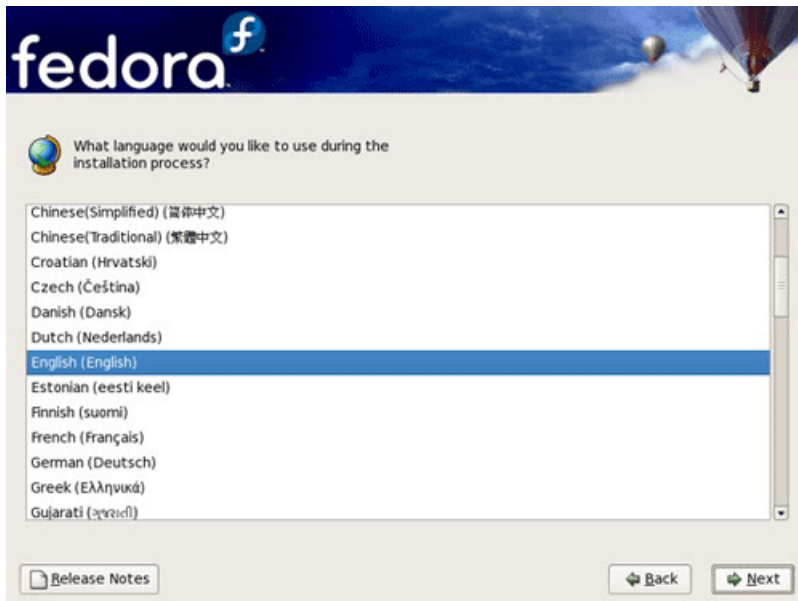 fedora
What language would you like to use during the
installation process?
Chinese(Simplified) (简体中文)
Chinese(Traditional) (繁體中文)
Croatian (Hrvatski)
Czech (Čeština)
Danish (Dansk)
Dutch (Nederlands)
English (English)
Estonian (eesti keel)
Finnish (suomi)
French (Français)
German (Deutsch)
Greek (Ελληνικά)
Gujarati (ગુજરાતી)
Release Notes
Back
Next